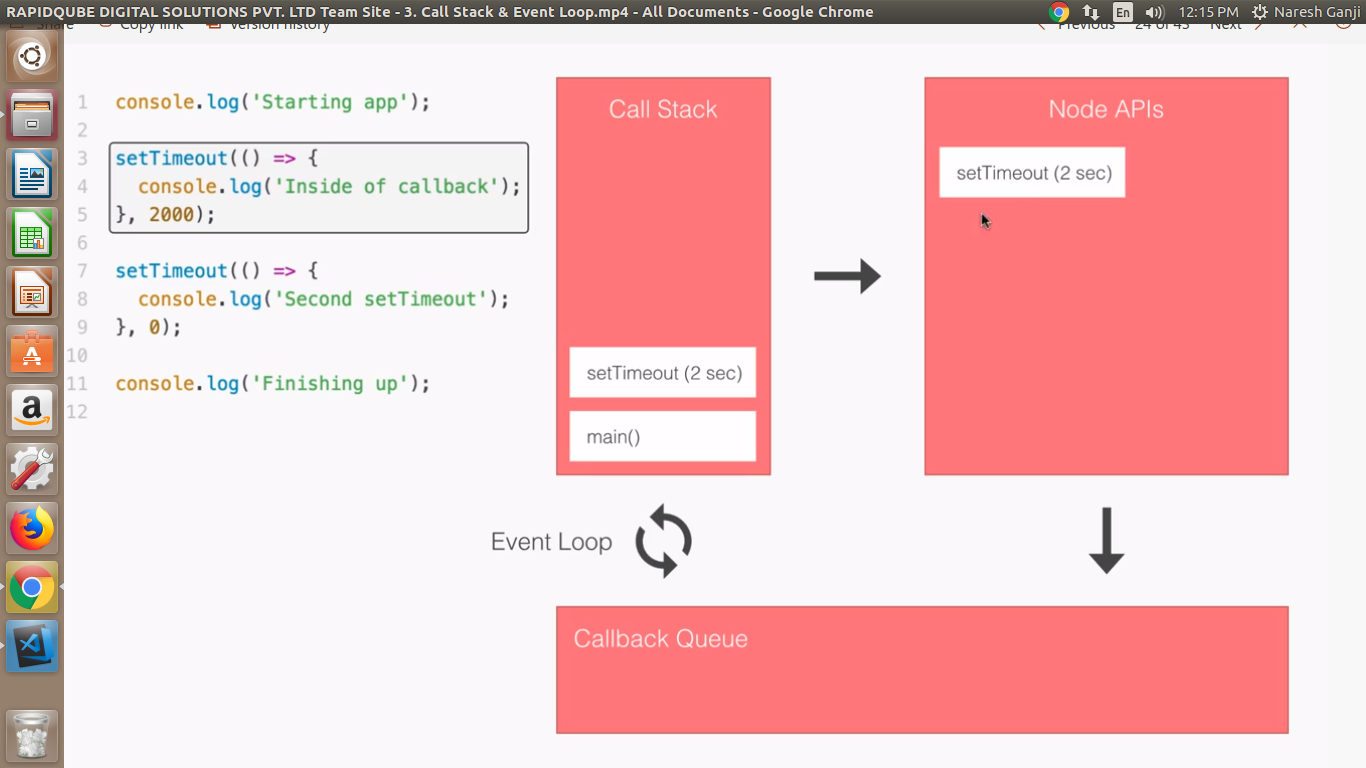 RAPIDQUBE DIGITAL SOLUTIONS PVT. LTD Team Site - 3. Call Stack & Event Loop.mp4 - All Documents - Google Chrome
En
12:15 PM
Naresh Ganji
Share
Copy link
Version history
Previous
24 of 43
Next
1 console.log('Starting app');
2
3 setTimeout(() => {
4 console.log('Inside of callback');
5 }, 2000);
6
7 setTimeout(() => {
8 console.log('Second setTimeout');
9 }, 0);
10
11 console.log('Finishing up');
12
Call Stack
setTimeout (2 sec)
main()
Node APIs
setTimeout (2 sec)
Event Loop
Callback Queue